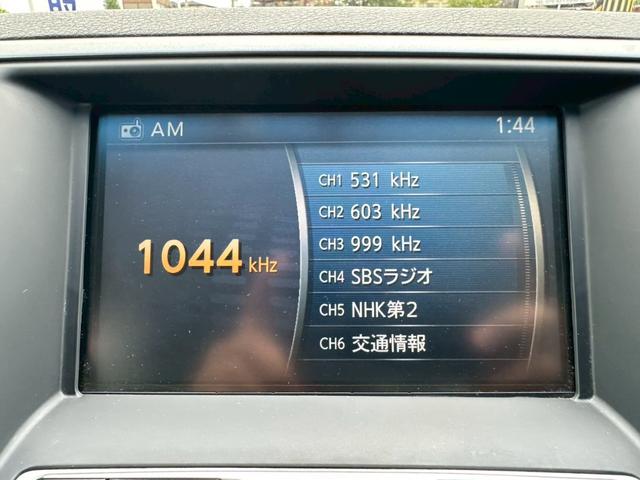 AM
1:44
1044 kHz
CH1 531 kHz
CH2 603 kHz
CH3 999 kHz
CH4 SBSラジオ
CH5 NHK第2
CH6 交通情報